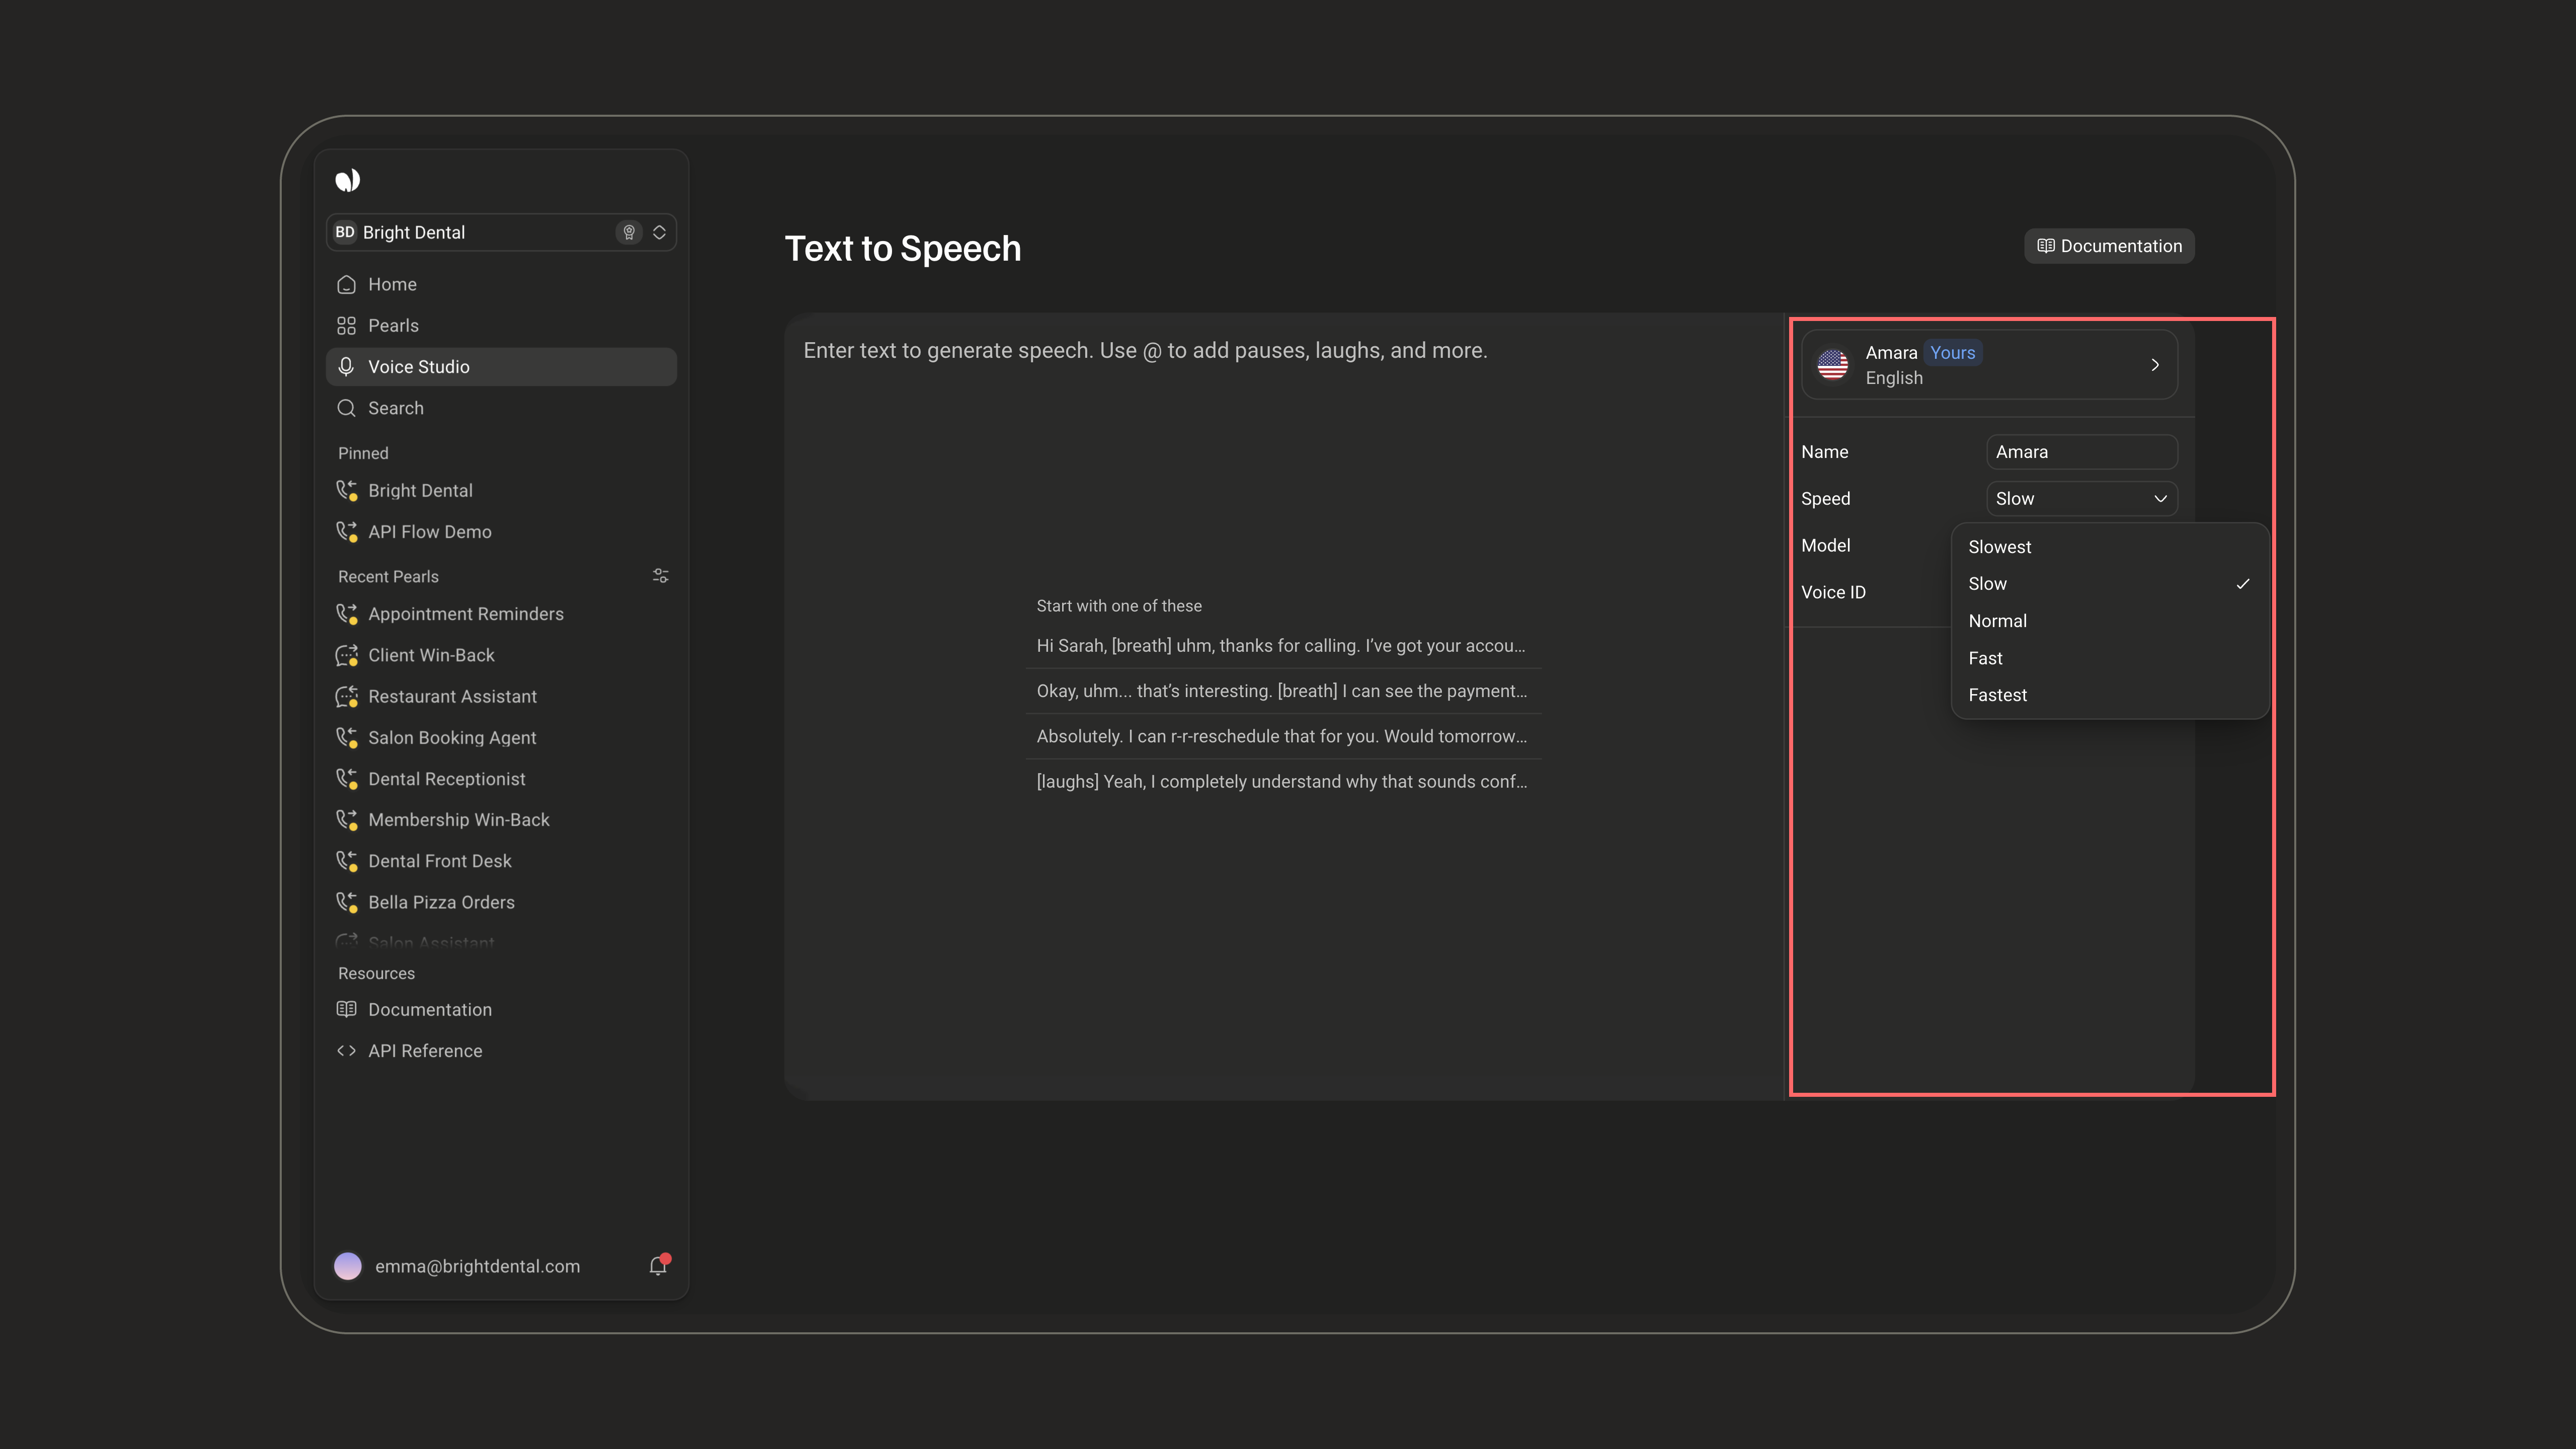 BD Bright Dental
Home
Pearls
Voice Studio
Search
Pinned
Bright Dental
API Flow Demo
Recent Pearls
Appointment Reminders
Client Win-Back
Restaurant Assistant
Salon Booking Agent
Dental Receptionist
Membership Win-Back
Dental Front Desk
Bella Pizza Orders
Salon Assistant
Resources
Documentation
API Reference
emma@brightdental.com
Text to Speech
Documentation
Enter text to generate speech. Use @ to add pauses, laughs, and more.
Start with one of these
Hi Sarah, [breath] uhm, thanks for calling. I’ve got your accou...
Okay, uhm... that’s interesting. [breath] I can see the payment...
Absolutely. I can r-r-reschedule that for you. Would tomorrow...
[laughs] Yeah, I completely understand why that sounds conf...
Amara Yours
English
Name Amara
Speed Slow
Model
Voice ID
Slowest
Slow
Normal
Fast
Fastest